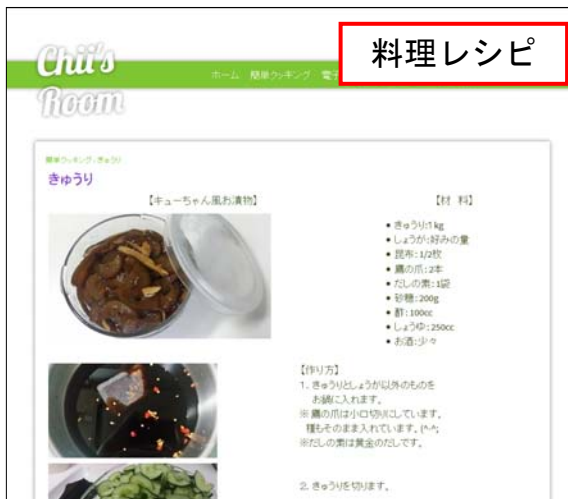 Chii's
Room
料理レシピ
ホーム 簡単クッキング 電子
簡単クッキング›きゅうり
きゅうり
【キューちゃん風お漬物】
【材 料】
• きゅうり:1kg
• しょうが:好みの量
• 昆布:1/2枚
• 鷹の爪:2本
• だしの素:1袋
• 砂糖:200g
• 酢:100cc
• しょうゆ:250cc
• お酒:少々
【作り方】
1. きゅうりとしょうが以外のものを
お鍋に入れます。
※ 鷹の爪は小口切りにしています。
種もそのまま入れています。(^-^;
※だしの素は黄金のだしです。
2. きゅうりを切ります。